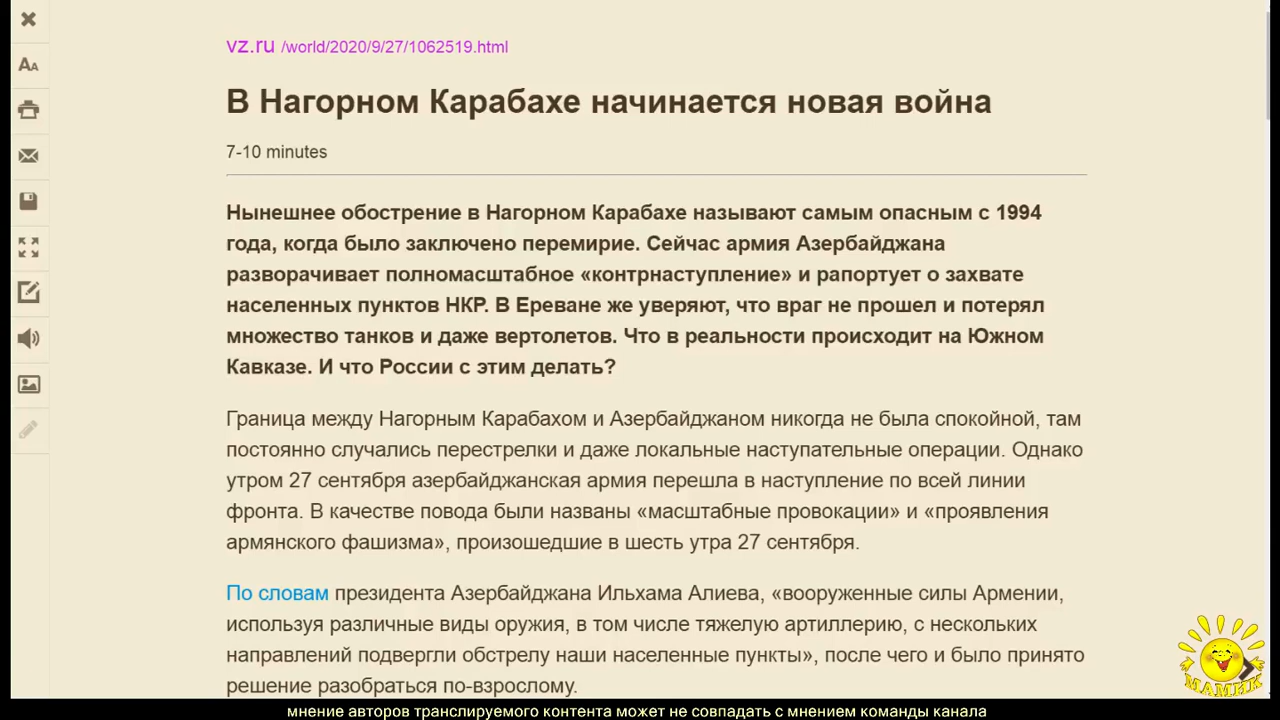 vz.ru /world/2020/9/27/1062519.html
В Нагорном Карабахе начинается новая война
7-10 minutes
Нынешнее обострение в Нагорном Карабахе называют самым опасным с 1994
года, когда было заключено перемирие. Сейчас армия Азербайджана
разворачивает полномасштабное «контрнаступление» и рапортует о захвате
населенных пунктов НКР. В Ереване же уверяют, что враг не прошел и потерял
множество танков и даже вертолетов. Что в реальности происходит на Южном
Кавказе. И что России с этим делать?
Граница между Нагорным Карабахом и Азербайджаном никогда не была спокойной, там
постоянно случались перестрелки и даже локальные наступательные операции. Однако
утром 27 сентября азербайджанская армия перешла в наступление по всей линии
фронта. В качестве повода были названы «масштабные провокации» и «проявления
армянского фашизма», произошедшие в шесть утра 27 сентября.
По словам президента Азербайджана Ильхама Алиева, «вооруженные силы Армении,
используя различные виды оружия, в том числе тяжелую артиллерию, с нескольких
направлений подвергли обстрелу наши населенные пункты», после чего и было принято
решение разобраться по-взрослому.
МАМИК
мнение авторов транслируемого контента может не совпадать с мнением команды канала